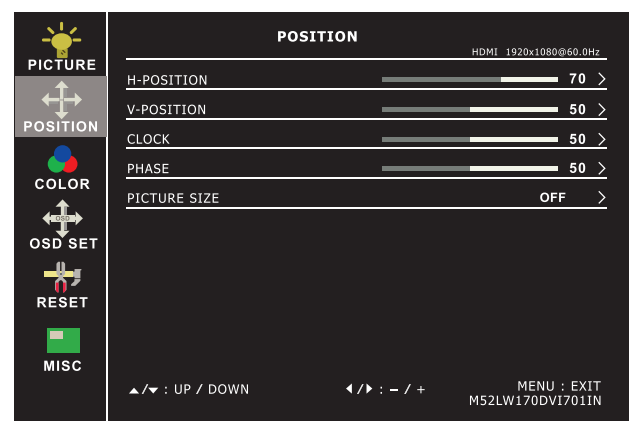 PICTURE
POSITION
COLOR
OSD
OSD SET
RESET
MISC
POSITION
HDMI 1920x1080@60.0Hz
H-POSITION 70 >
V-POSITION 50 >
CLOCK 50 >
PHASE 50 >
PICTURE SIZE OFF >
▲/▼ : UP / DOWN ◀/▶ : – / + MENU : EXIT
M52LW170DVI701IN